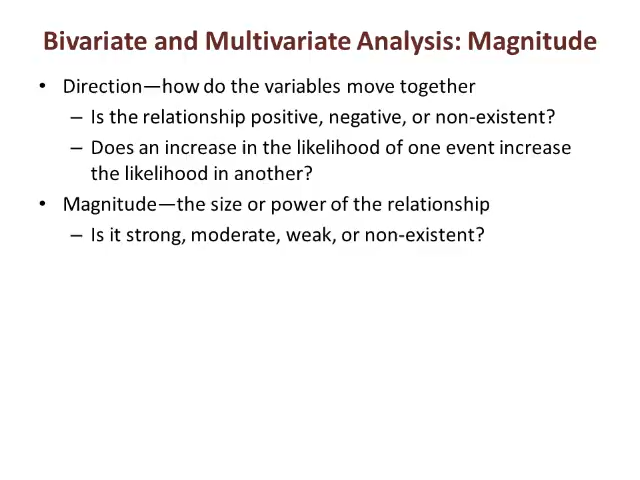 Bivariate and Multivariate Analysis: Magnitude
• Direction—how do the variables move together
– Is the relationship positive, negative, or non-existent?
– Does an increase in the likelihood of one event increase
the likelihood in another?
• Magnitude—the size or power of the relationship
– Is it strong, moderate, weak, or non-existent?